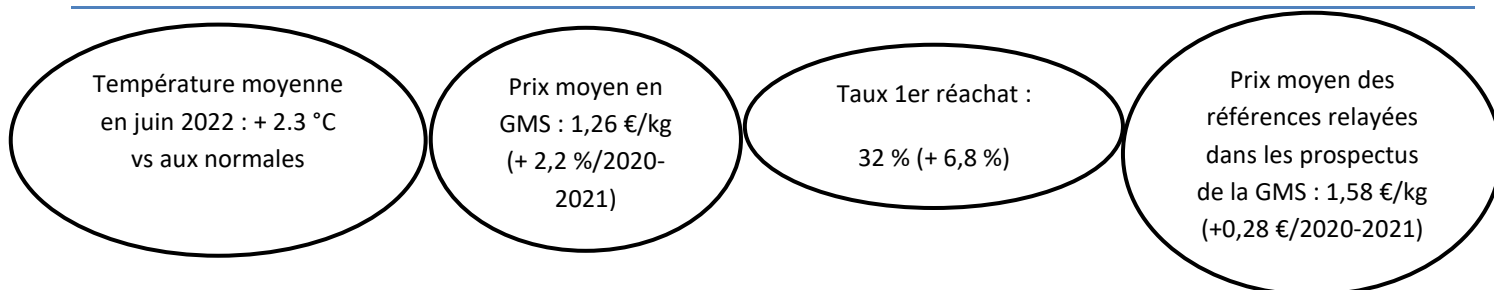 Température moyenne
en juin 2022 : + 2.3 °C
vs aux normales
Prix moyen en
GMS : 1,26 €/kg
(+ 2,2 %/2020-
2021)
Taux 1er réachat :
32 % (+ 6,8 %)
Prix moyen des
références relayées
dans les prospectus
de la GMS : 1,58 €/kg
(+0,28 €/2020-2021)